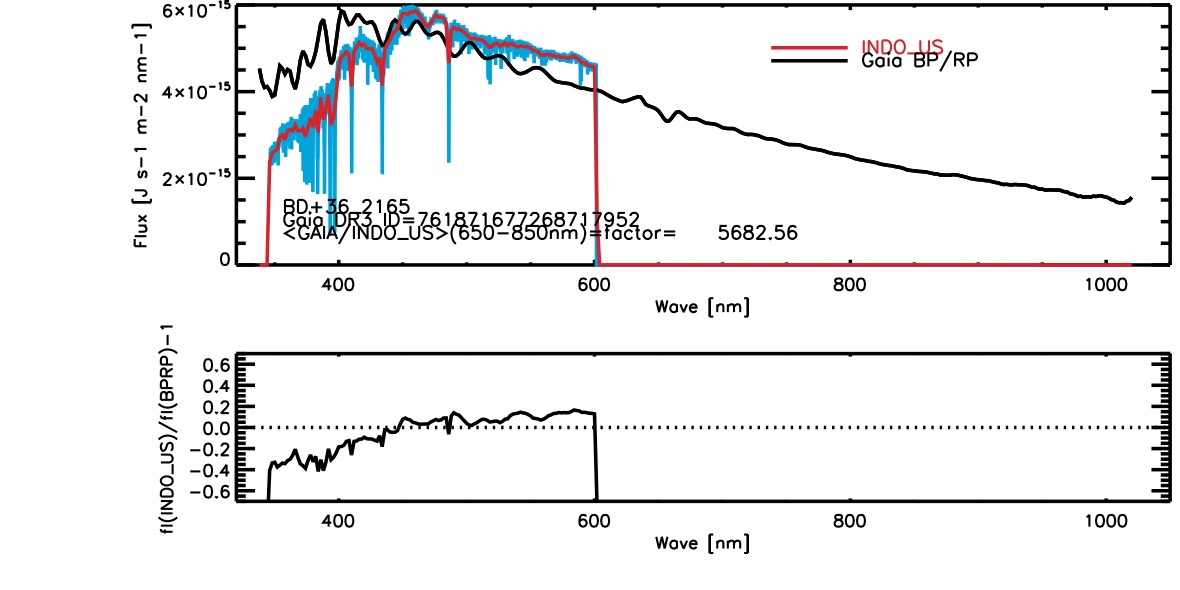 6×10−15
4×10−15
2×10−15
0
Flux [J s−1 m−2 nm−1]
INDO_US
Gaia BP/RP
BD+36_2165
Gaia DR3 ID=761871677268717952
<GAIA/INDO_US>(650−850nm)=factor= 5682.56
400 600 800 1000
Wave [nm]
fl(INDO_US)/fl(BPRP)−1
0.6
0.4
0.2
0.0
−0.2
−0.4
−0.6
400 600 800 1000
Wave [nm]